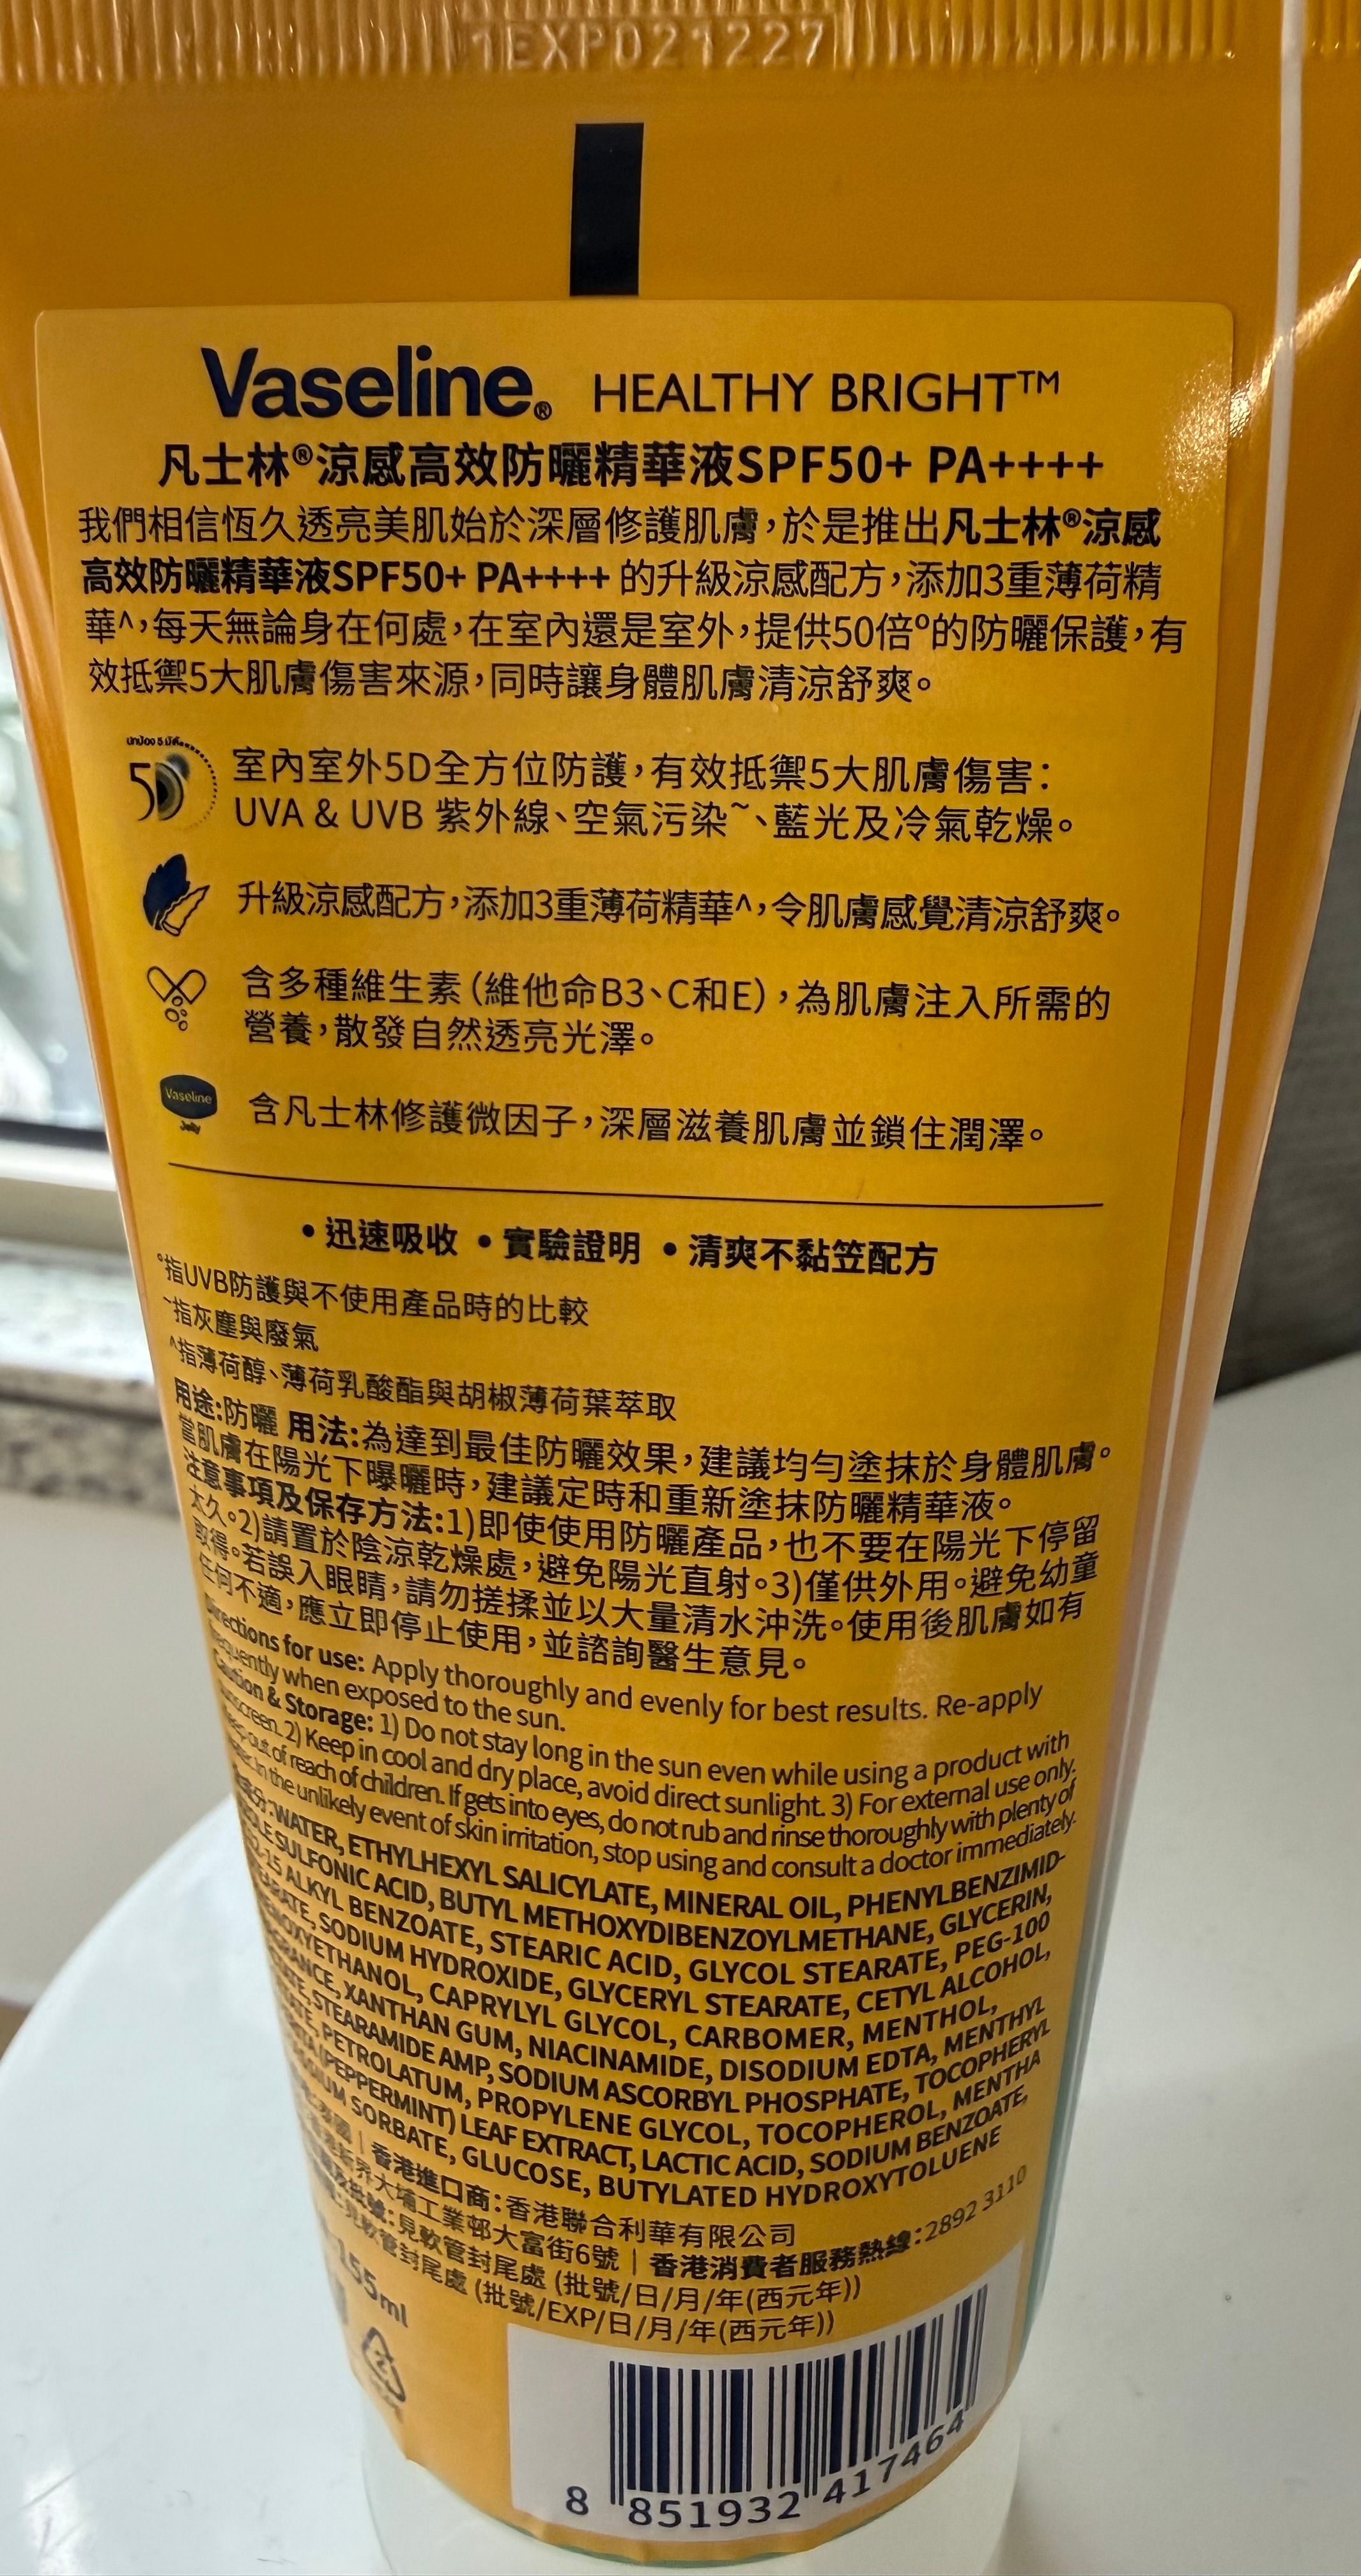 1EXP021227
Vaseline® HEALTHY BRIGHT™
凡士林®涼感高效防曬精華液SPF50+ PA++++
我們相信恆久透亮美肌始於深層修護肌膚,於是推出凡士林®涼感
高效防曬精華液SPF50+ PA++++ 的升級涼感配方,添加3重薄荷精
華^,每天無論身在何處,在室內還是室外,提供50倍°的防曬保護,有
效抵禦5大肌膚傷害來源,同時讓身體肌膚清涼舒爽。
5D
室內室外5D全方位防護,有效抵禦5大肌膚傷害:
UVA & UVB 紫外線、空氣污染~、藍光及冷氣乾燥。
升級涼感配方,添加3重薄荷精華^,令肌膚感覺清涼舒爽。
含多種維生素(維他命B3、C和E),為肌膚注入所需的
營養,散發自然透亮光澤。
Vaseline
Jelly
含凡士林修護微因子,深層滋養肌膚並鎖住潤澤。
•迅速吸收 •實驗證明 •清爽不黏笠配方
°指UVB防護與不使用產品時的比較
~指灰塵與廢氣
^指薄荷醇、薄荷乳酸酯與胡椒薄荷葉萃取
用途:防曬 用法:為達到最佳防曬效果,建議均勻塗抹於身體肌膚。
當肌膚在陽光下曝曬時,建議定時和重新塗抹防曬精華液。
注意事項及保存方法:1)即使使用防曬產品,也不要在陽光下停留
太久。2)請置於陰涼乾燥處,避免陽光直射。3)僅供外用。避免幼童
取得。若誤入眼睛,請勿搓揉並以大量清水沖洗。使用後肌膚如有
任何不適,應立即停止使用,並諮詢醫生意見。
Directions for use: Apply thoroughly and evenly for best results. Re-apply
frequently when exposed to the sun.
Caution & Storage: 1) Do not stay long in the sun even while using a product with
sunscreen. 2) Keep in cool and dry place, avoid direct sunlight. 3) For external use only.
Keep out of reach of children. If gets into eyes, do not rub and rinse thoroughly with plenty of
water. In the unlikely event of skin irritation, stop using and consult a doctor immediately.
成分:WATER, ETHYLHEXYL SALICYLATE, MINERAL OIL, PHENYLBENZIMID-
AZOLE SULFONIC ACID, BUTYL METHOXYDIBENZOYLMETHANE, GLYCERIN,
C12-15 ALKYL BENZOATE, STEARIC ACID, GLYCOL STEARATE, PEG-100
STEARATE, SODIUM HYDROXIDE, GLYCERYL STEARATE, CETYL ALCOHOL,
PHENOXYETHANOL, CAPRYLYL GLYCOL, CARBOMER, MENTHOL,
FRAGRANCE, XANTHAN GUM, NIACINAMIDE, DISODIUM EDTA, MENTHYL
LACTATE, STEARAMIDE AMP, SODIUM ASCORBYL PHOSPHATE, TOCOPHERYL
ACETATE, PETROLATUM, PROPYLENE GLYCOL, TOCOPHEROL, MENTHA
PIPERITA (PEPPERMINT) LEAF EXTRACT, LACTIC ACID, SODIUM BENZOATE,
POTASSIUM SORBATE, GLUCOSE, BUTYLATED HYDROXYTOLUENE
泰國 | 香港進口商:香港聯合利華有限公司
新界大埔工業邨大富街6號 | 香港消費者服務熱線:2892 3110
及批號:見軟管封尾處 (批號/日/月/年(西元年))
見軟管封尾處 (批號/EXP/日/月/年(西元年))
155ml
8 851932 417464